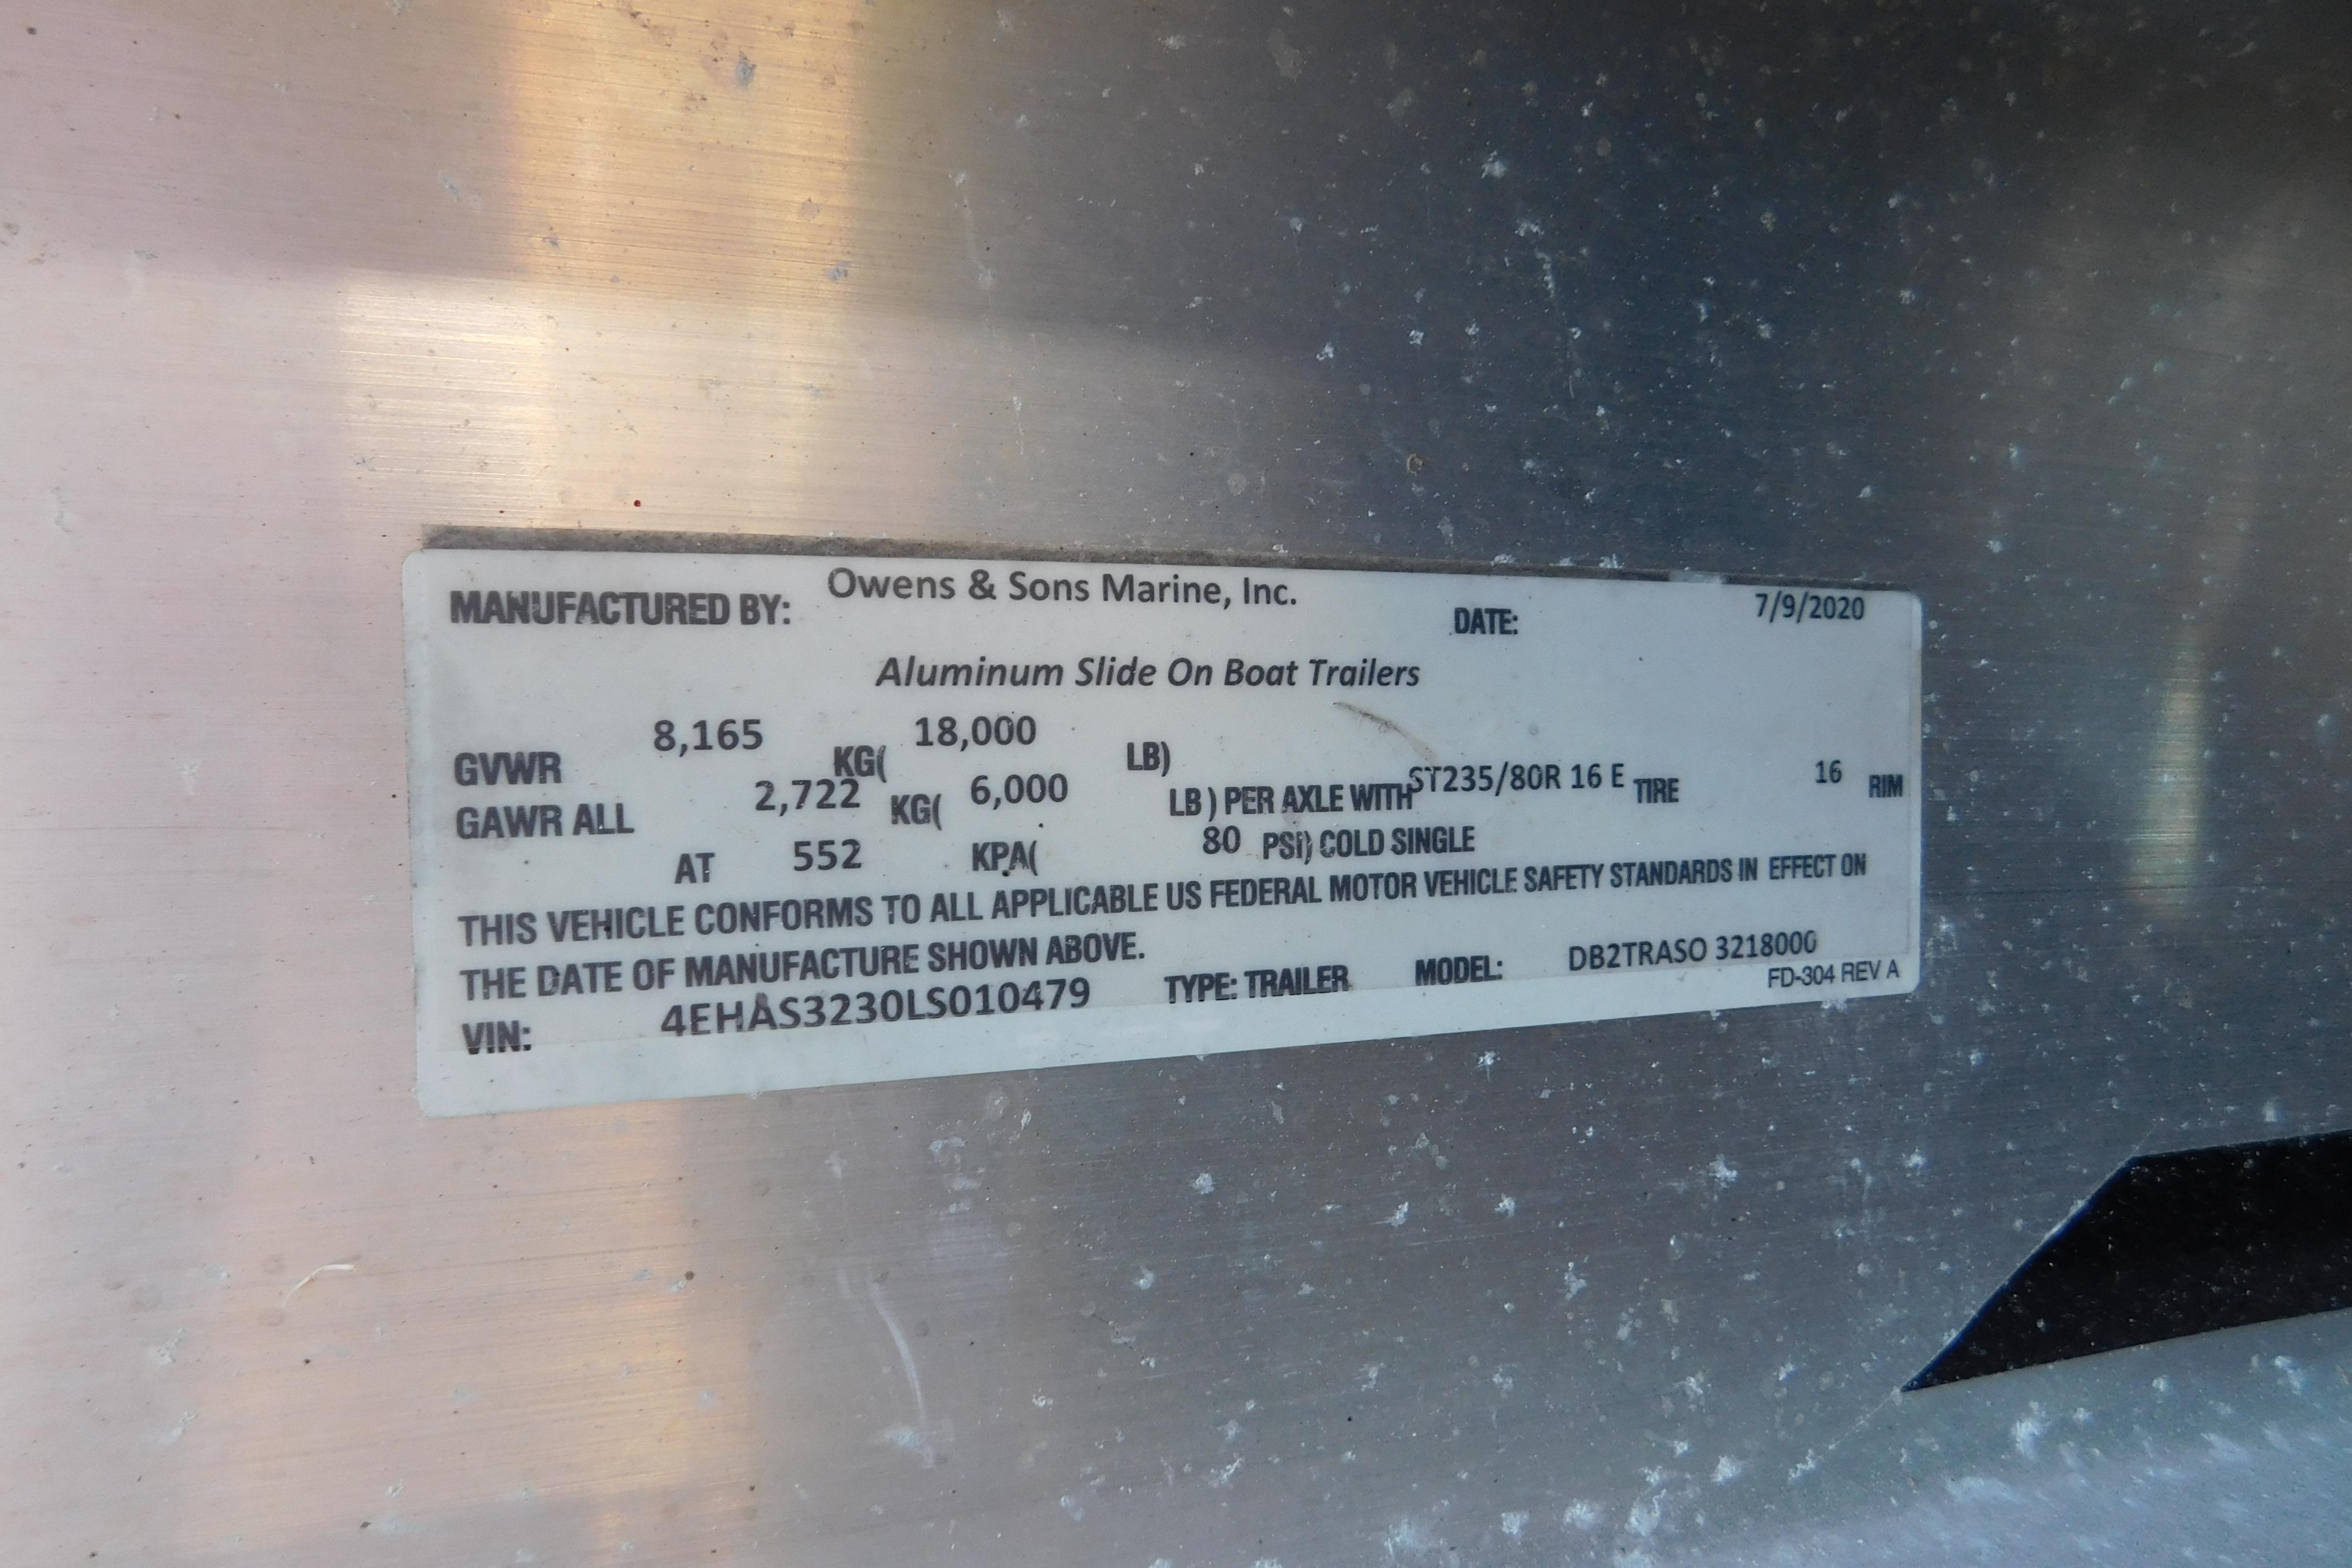 MANUFACTURED BY: Owens & Sons Marine, Inc. DATE: 7/9/2020
Aluminum Slide On Boat Trailers
GVWR 8,165 KG( 18,000 LB)
GAWR ALL 2,722 KG( 6,000 LB ) PER AXLE WITH ST235/80R 16 E TIRE 16 RIM
AT 552 KPA( 80 PSI) COLD SINGLE
THIS VEHICLE CONFORMS TO ALL APPLICABLE US FEDERAL MOTOR VEHICLE SAFETY STANDARDS IN EFFECT ON
THE DATE OF MANUFACTURE SHOWN ABOVE.
VIN: 4EHAS3230LS010479 TYPE: TRAILER MODEL: DB2TRASO 3218000
FD-304 REV A